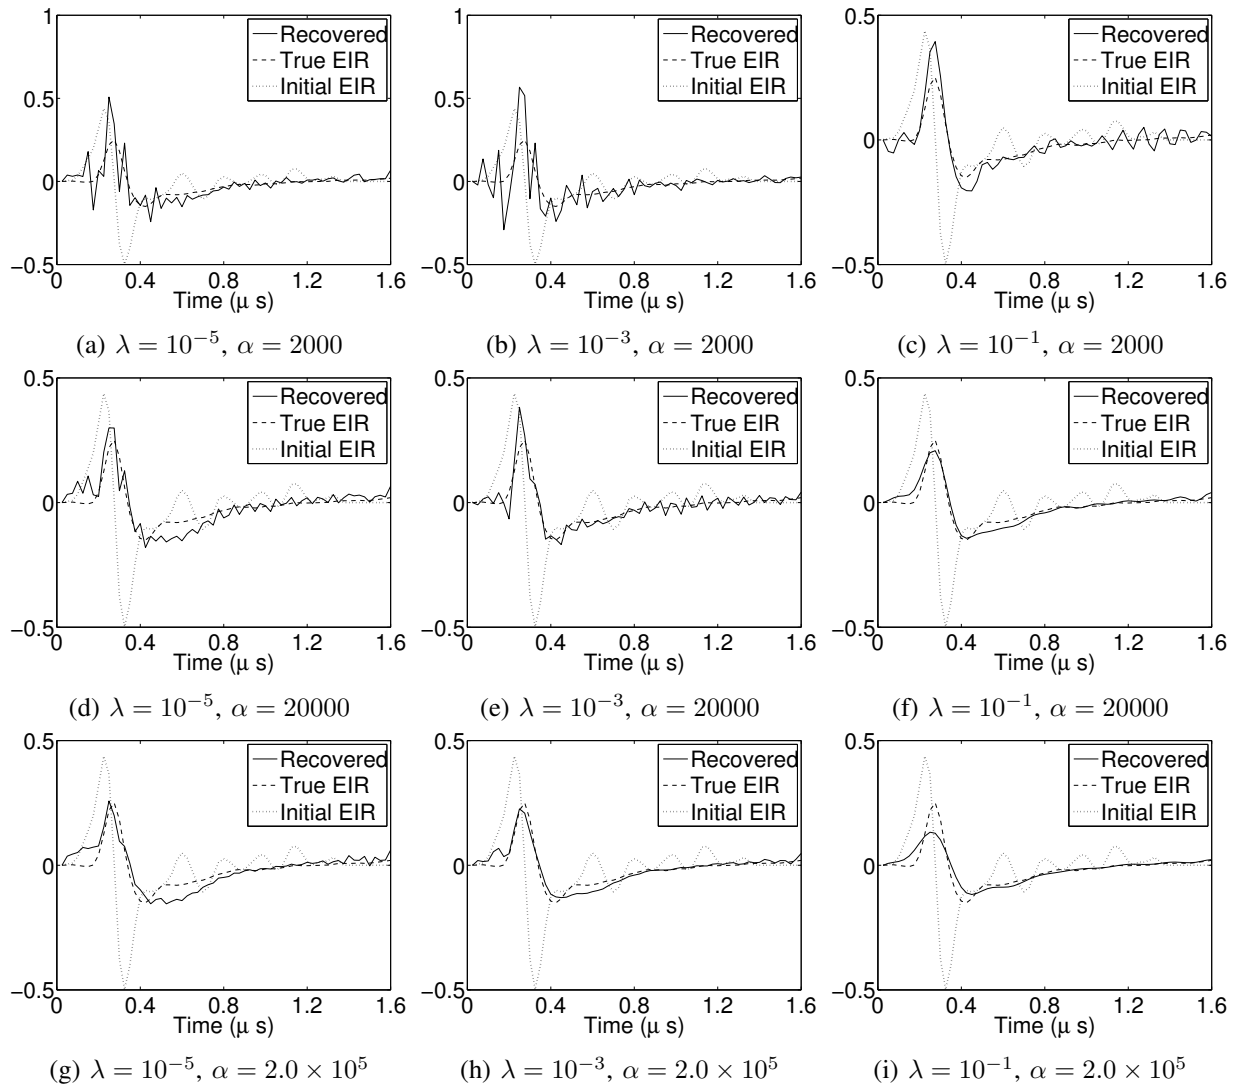 1
0.5
0
−0.5
0 0.4 0.8 1.2 1.6
Time (μ s)
Recovered
True EIR
Initial EIR
(a) λ = 10⁻⁵, α = 2000
1
0.5
0
−0.5
0 0.4 0.8 1.2 1.6
Time (μ s)
Recovered
True EIR
Initial EIR
(b) λ = 10⁻³, α = 2000
0.5
0
−0.5
0 0.4 0.8 1.2 1.6
Time (μ s)
Recovered
True EIR
Initial EIR
(c) λ = 10⁻¹, α = 2000
0.5
0
−0.5
0 0.4 0.8 1.2 1.6
Time (μ s)
Recovered
True EIR
Initial EIR
(d) λ = 10⁻⁵, α = 20000
0.5
0
−0.5
0 0.4 0.8 1.2 1.6
Time (μ s)
Recovered
True EIR
Initial EIR
(e) λ = 10⁻³, α = 20000
0.5
0
−0.5
0 0.4 0.8 1.2 1.6
Time (μ s)
Recovered
True EIR
Initial EIR
(f) λ = 10⁻¹, α = 20000
0.5
0
−0.5
0 0.4 0.8 1.2 1.6
Time (μ s)
Recovered
True EIR
Initial EIR
(g) λ = 10⁻⁵, α = 2.0 × 10⁵
0.5
0
−0.5
0 0.4 0.8 1.2 1.6
Time (μ s)
Recovered
True EIR
Initial EIR
(h) λ = 10⁻³, α = 2.0 × 10⁵
0.5
0
−0.5
0 0.4 0.8 1.2 1.6
Time (μ s)
Recovered
True EIR
Initial EIR
(i) λ = 10⁻¹, α = 2.0 × 10⁵